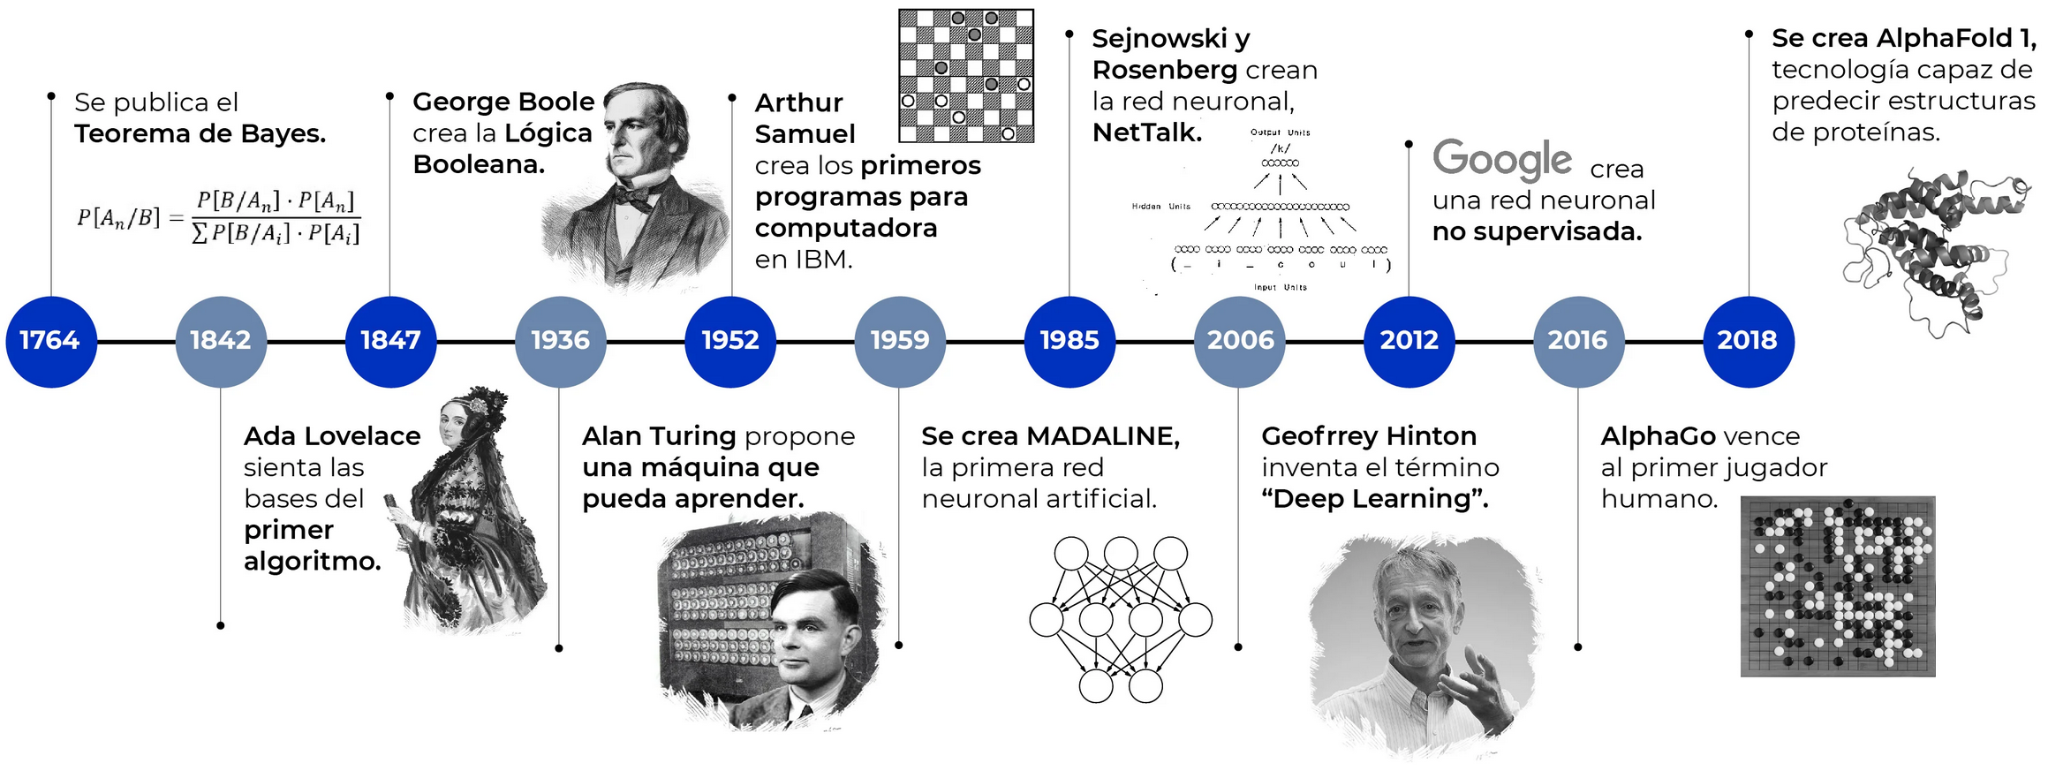 Se publica el
Teorema de Bayes.
P[Aₙ/B] = P[B/Aₙ] · P[Aₙ] / ∑ P[B/Aᵢ] · P[Aᵢ]
George Boole
crea la Lógica
Booleana.
Arthur
Samuel
crea los primeros
programas para
computadora
en IBM.
Sejnowski y
Rosenberg crean
la red neuronal,
NetTalk.
Output Units
/k/
Hidden Units
( _ i _ c o u l )
Input Units
Google crea
una red neuronal
no supervisada.
Se crea AlphaFold 1,
tecnología capaz de
predecir estructuras
de proteínas.
1764 1842 1847 1936 1952 1959 1985 2006 2012 2016 2018
Ada Lovelace
sienta las
bases del
primer
algoritmo.
Alan Turing propone
una máquina que
pueda aprender.
Se crea MADALINE,
la primera red
neuronal artificial.
Geofrrey Hinton
inventa el término
“Deep Learning”.
AlphaGo vence
al primer jugador
humano.